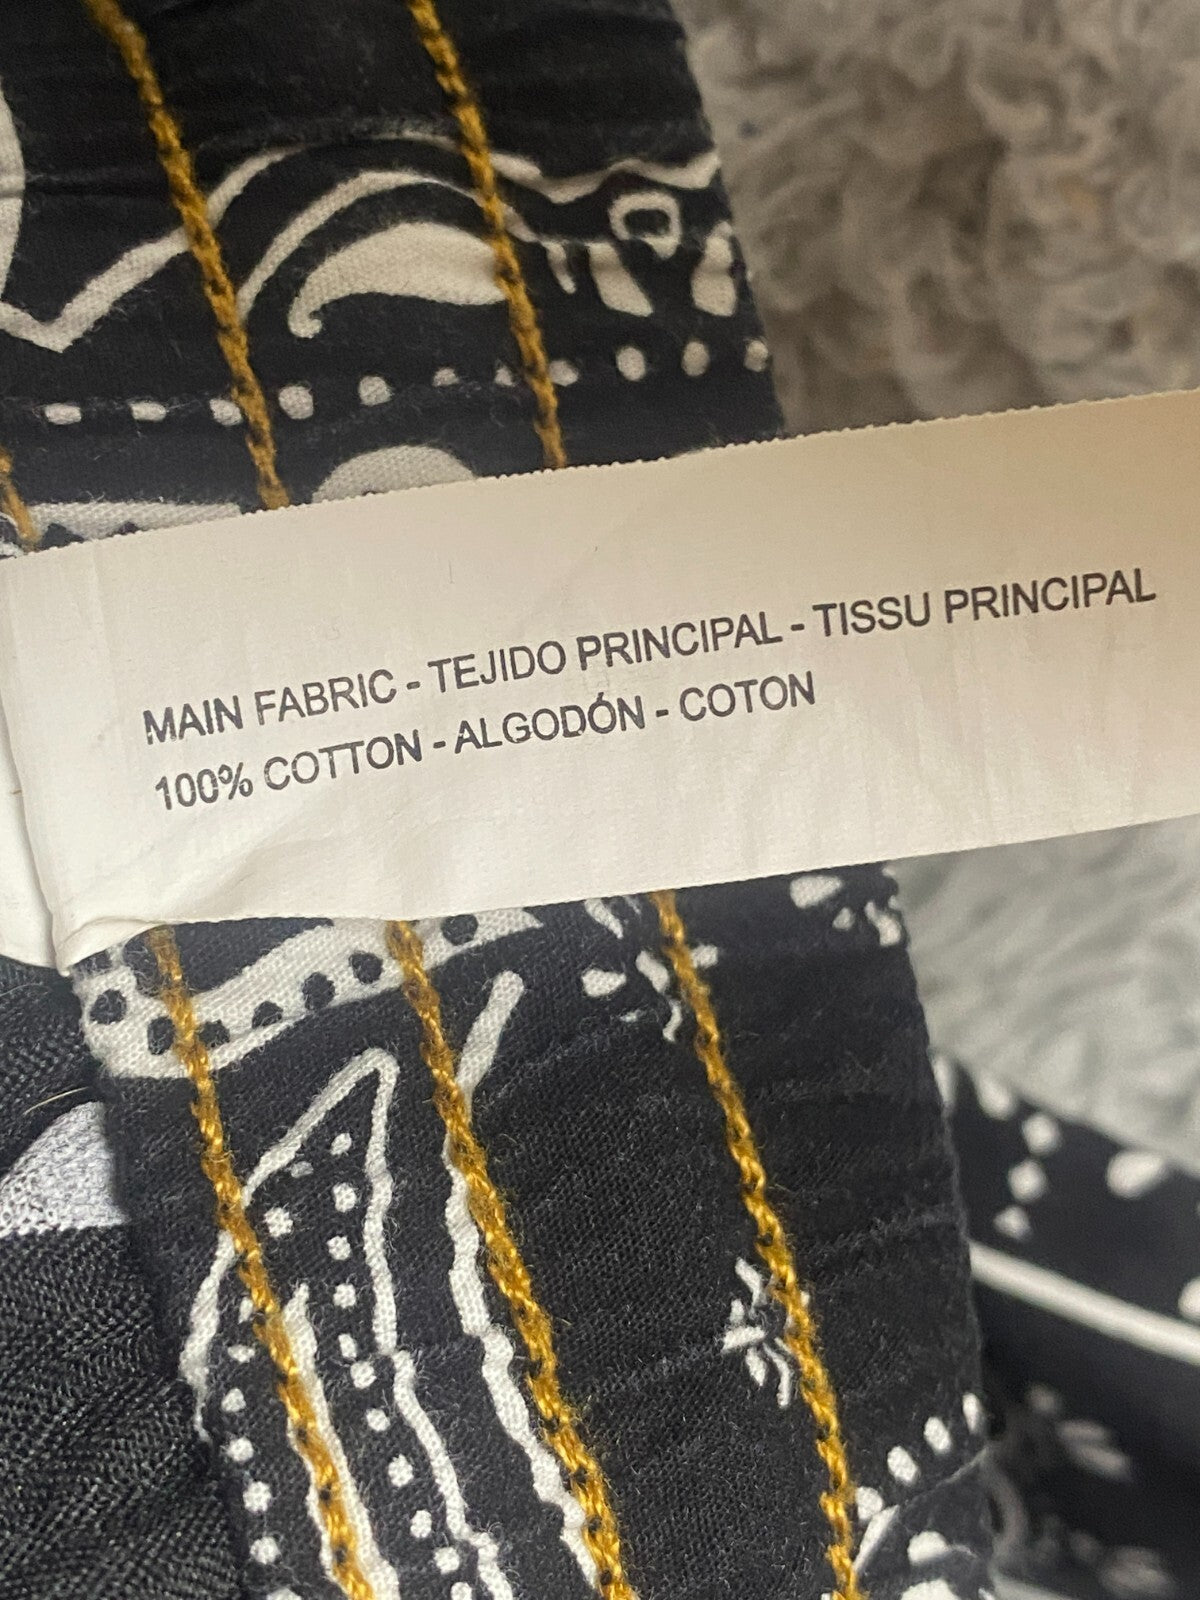 MAIN FABRIC - TEJIDO PRINCIPAL - TISSU PRINCIPAL
100% COTTON - ALGODÓN - COTON